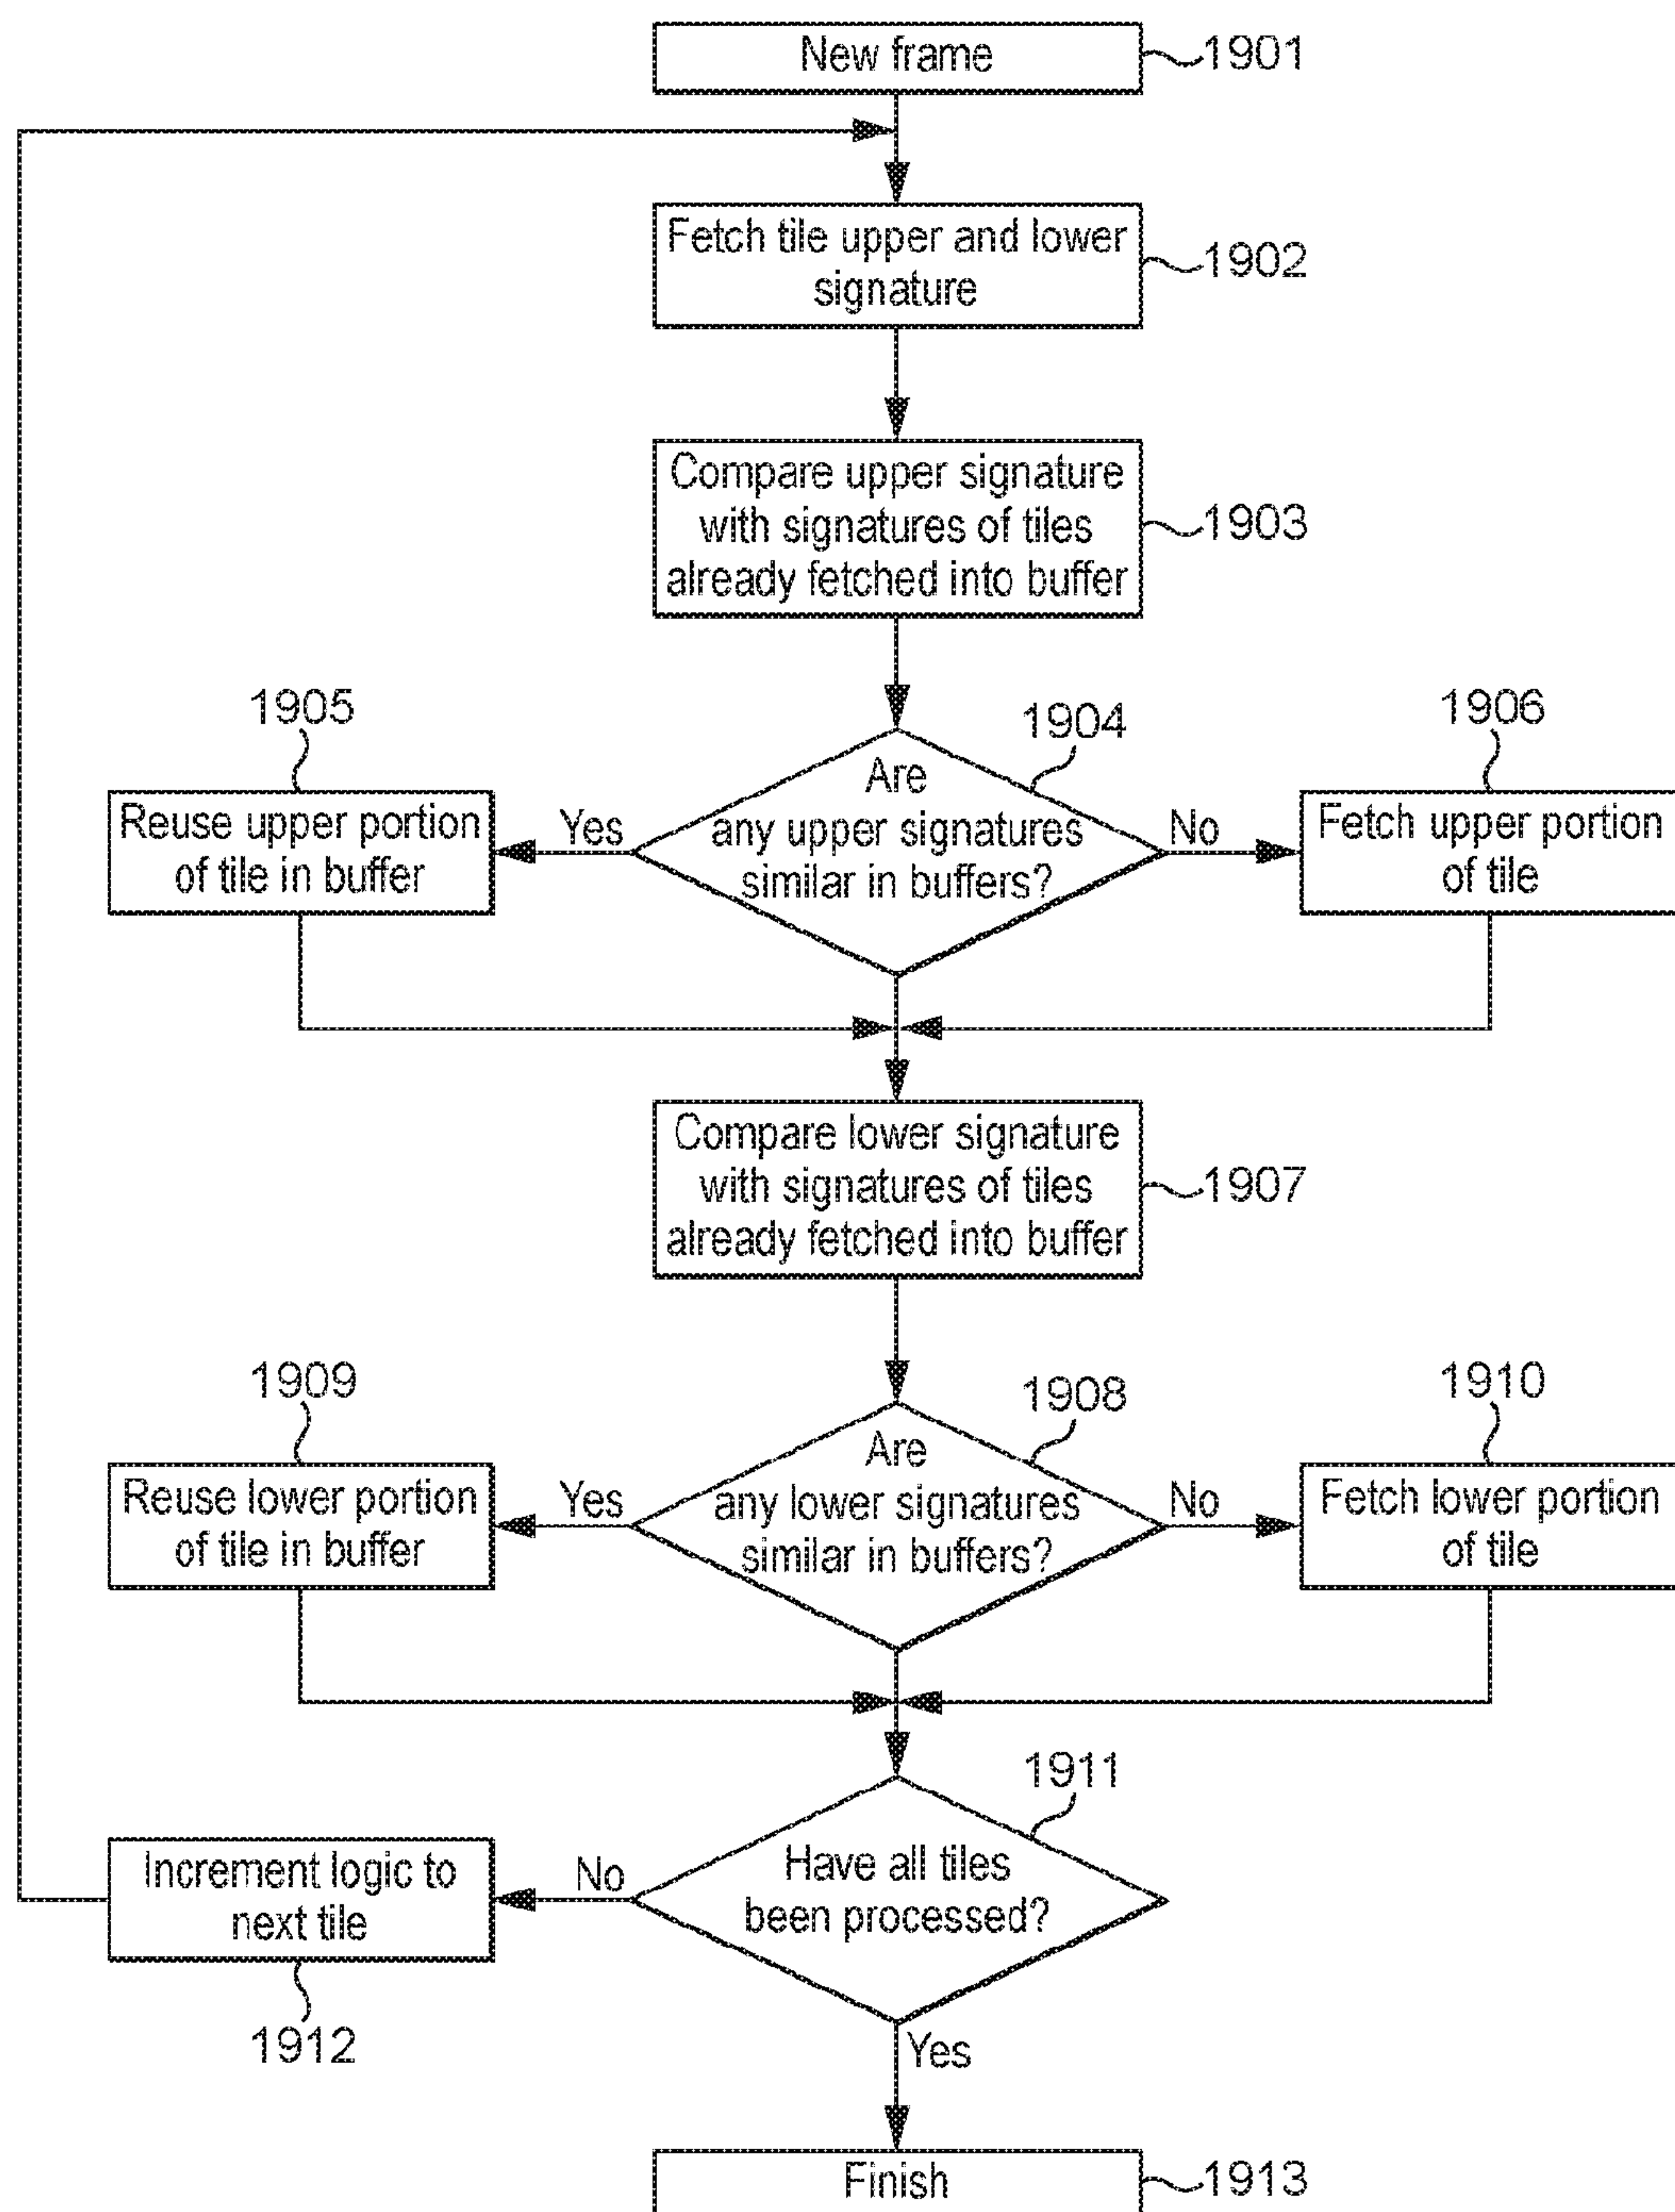 New frame
1901
Fetch tile upper and lower
signature
1902
Compare upper signature
with signatures of tiles
already fetched into buffer
1903
1905
1904
1906
Reuse upper portion
of tile in buffer
Yes
Are
any upper signatures
similar in buffers?
No
Fetch upper portion
of tile
Compare lower signature
with signatures of tiles
already fetched into buffer
1907
1909
1908
1910
Reuse lower portion
of tile in buffer
Yes
Are
any lower signatures
similar in buffers?
No
Fetch lower portion
of tile
1911
Increment logic to
next tile
No
Have all tiles
been processed?
1912
Yes
Finish
1913